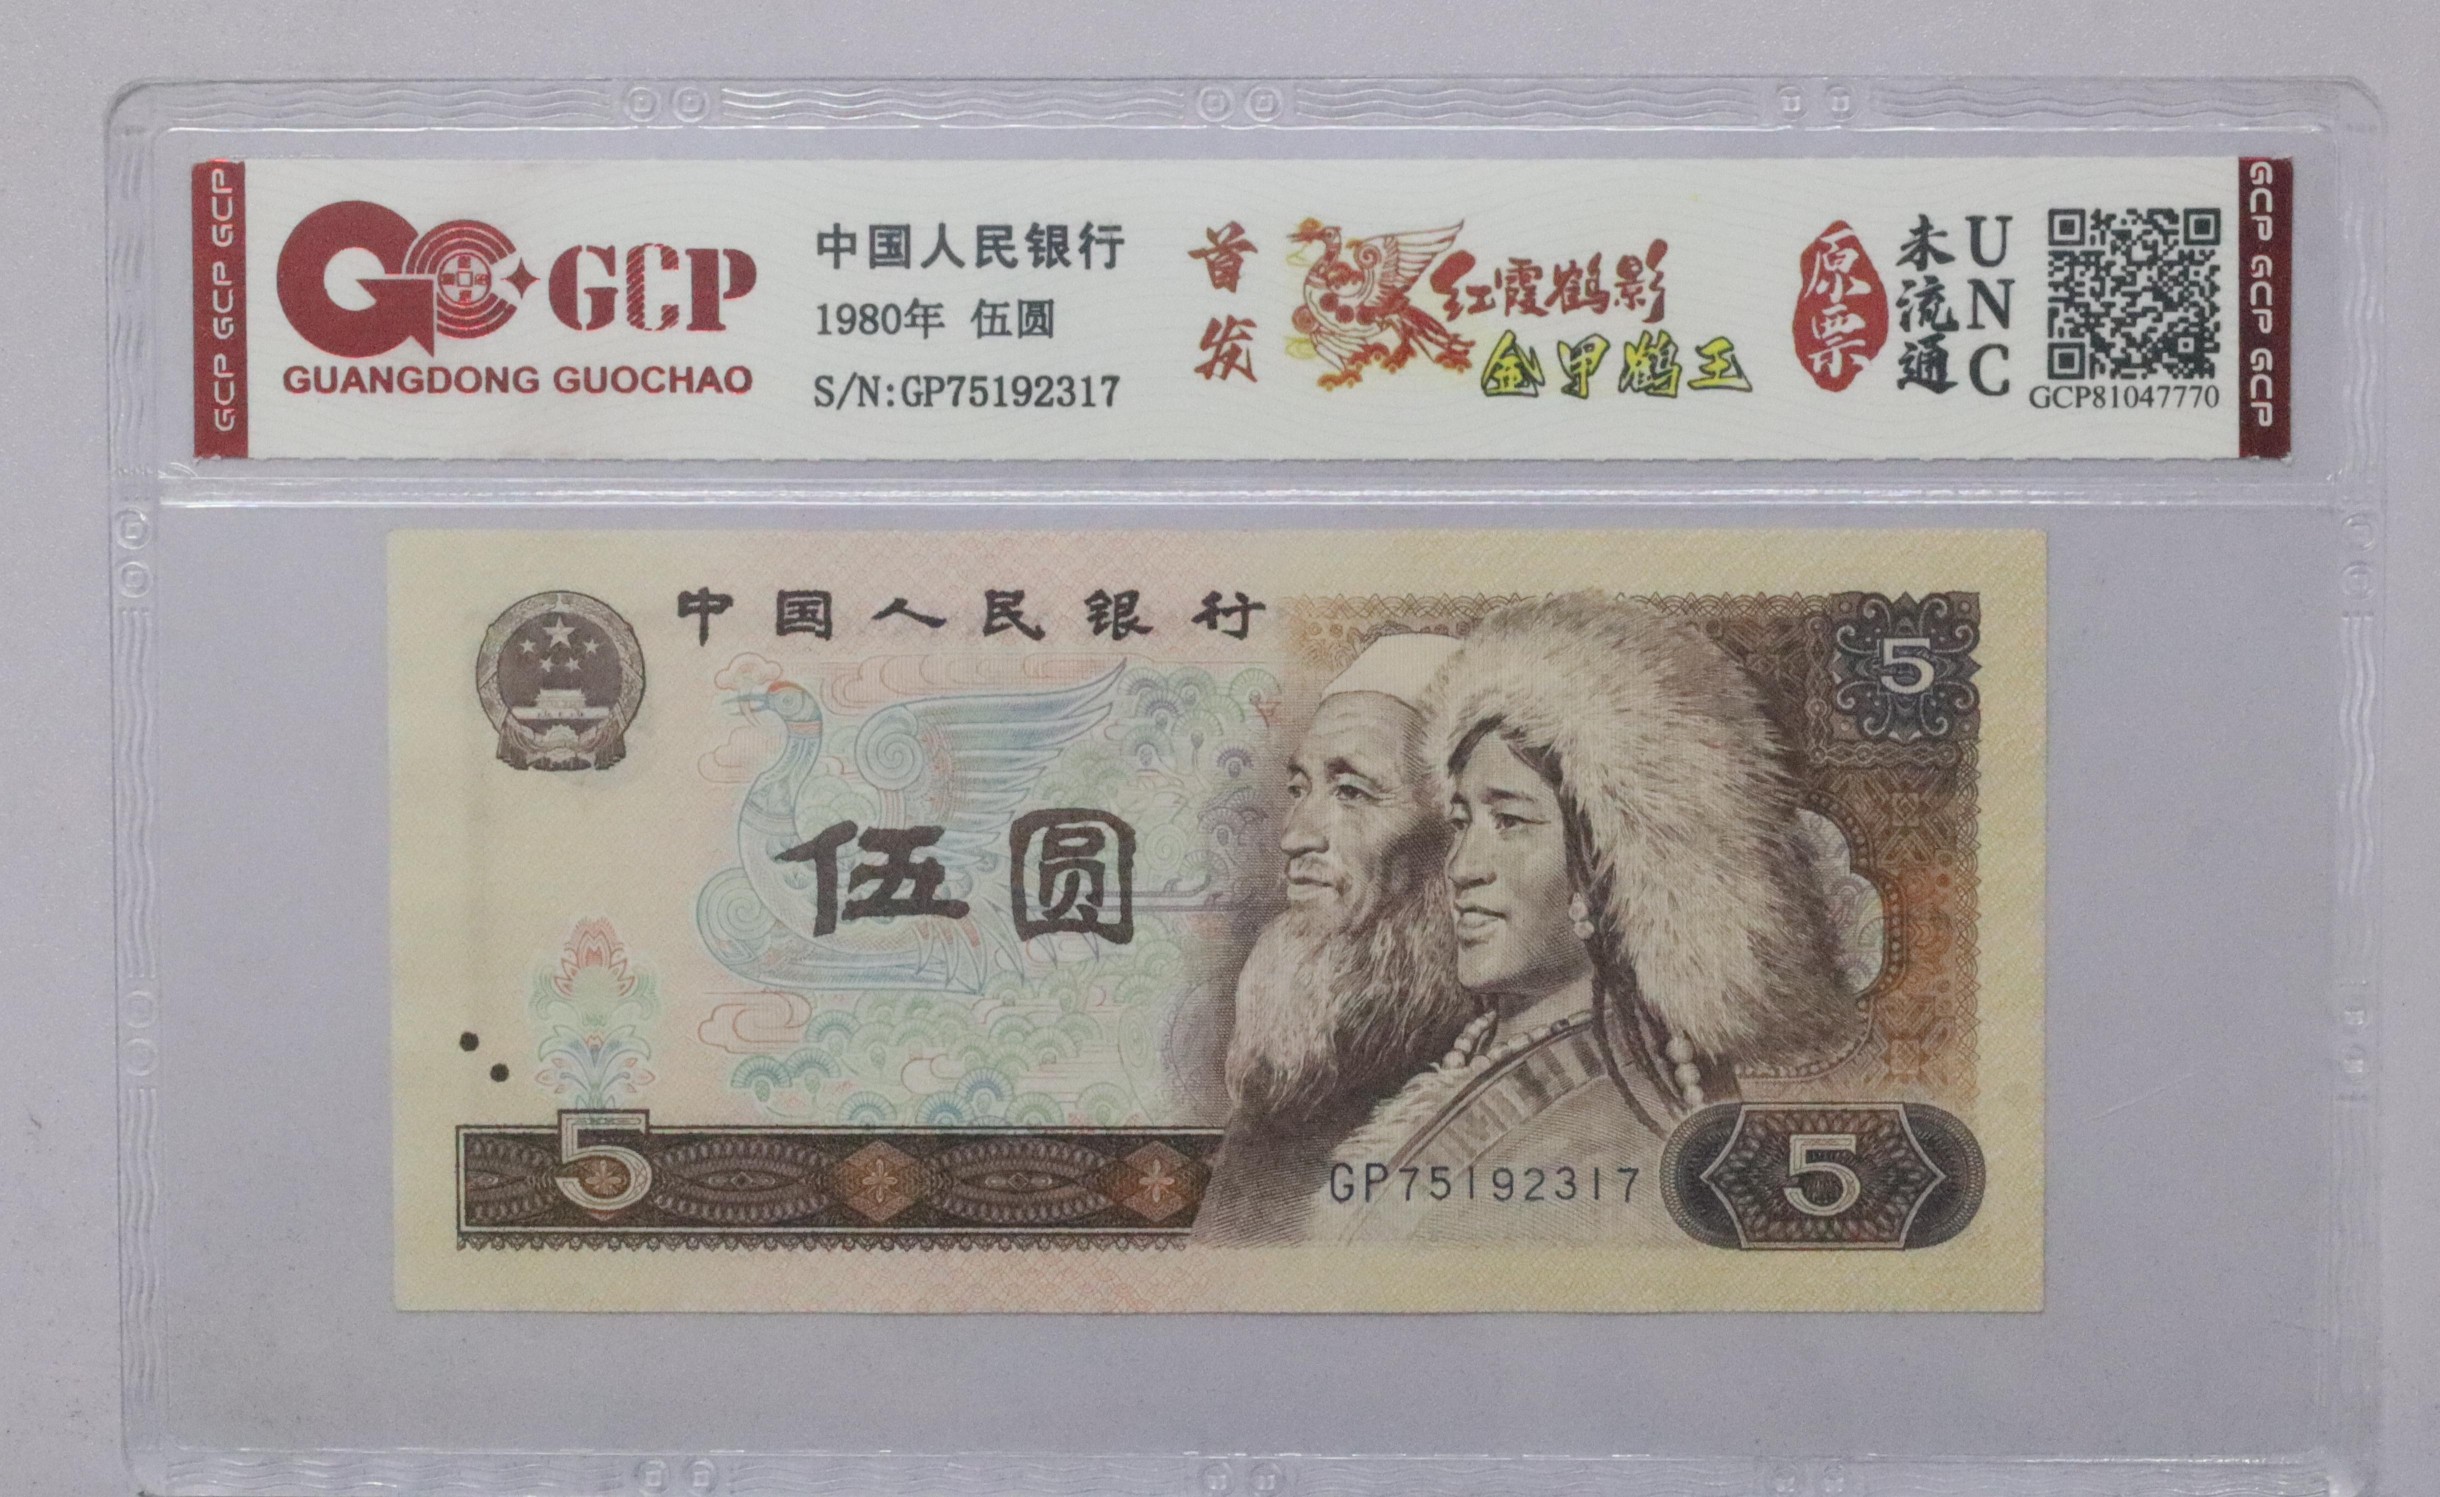 GCP GCP GCP
GCP
GUANGDONG GUOCHAO
中国人民银行
1980年 伍圆
S/N:GP75192317
首发
红霞鹤影
金甲鹤王
原票
未流通
UNC
GCP81047770
GCP GCP GCP
中国人民银行
5
伍圆
5
GP75192317
5